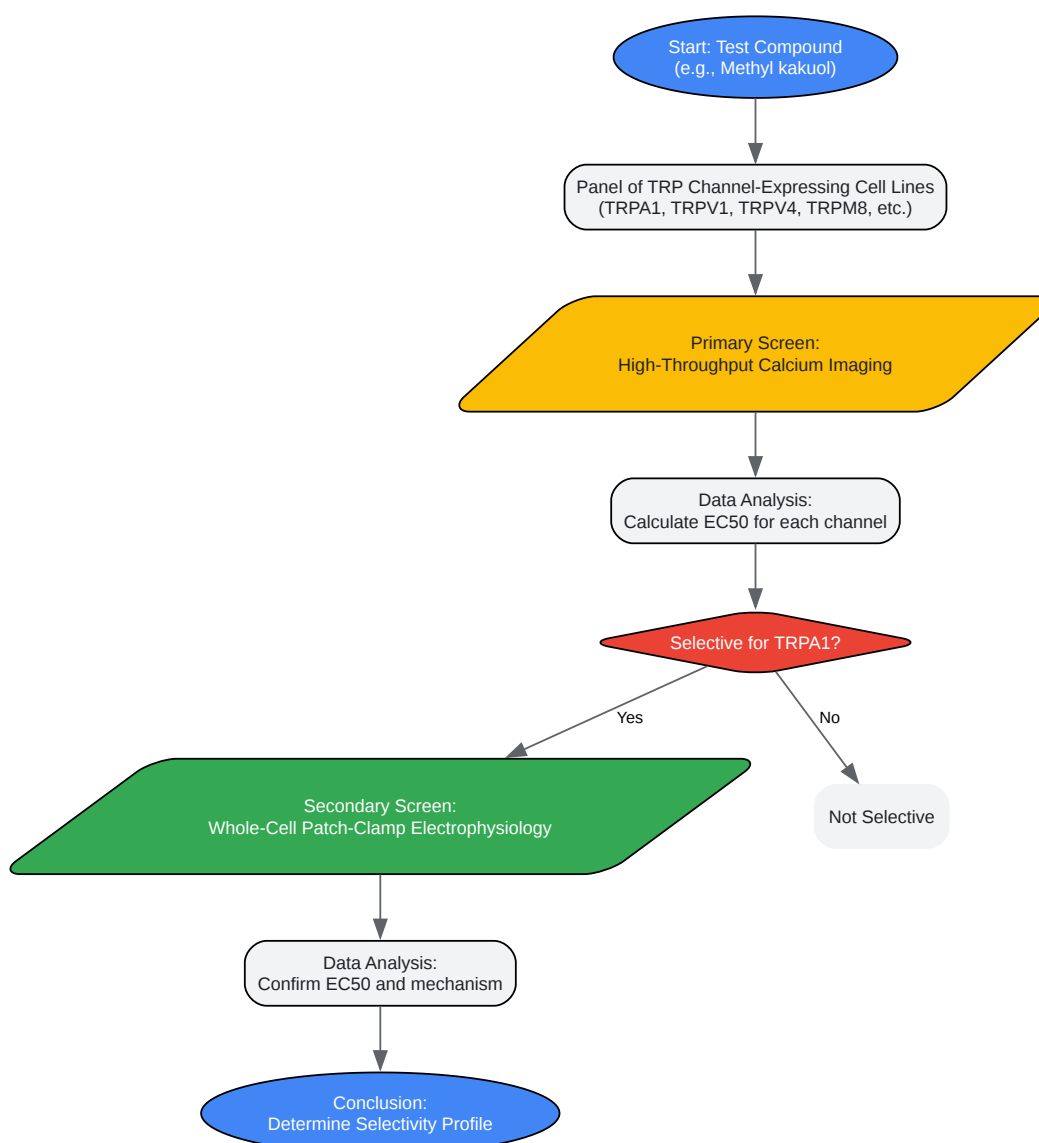 Start: Test Compound
(e.g., Methyl kakuol)
Panel of TRP Channel-Expressing Cell Lines
(TRPA1, TRPV1, TRPV4, TRPM8, etc.)
Primary Screen:
High-Throughput Calcium Imaging
Data Analysis:
Calculate EC50 for each channel
Selective for TRPA1?
Yes
No
Secondary Screen:
Whole-Cell Patch-Clamp Electrophysiology
Not Selective
Data Analysis:
Confirm EC50 and mechanism
Conclusion:
Determine Selectivity Profile